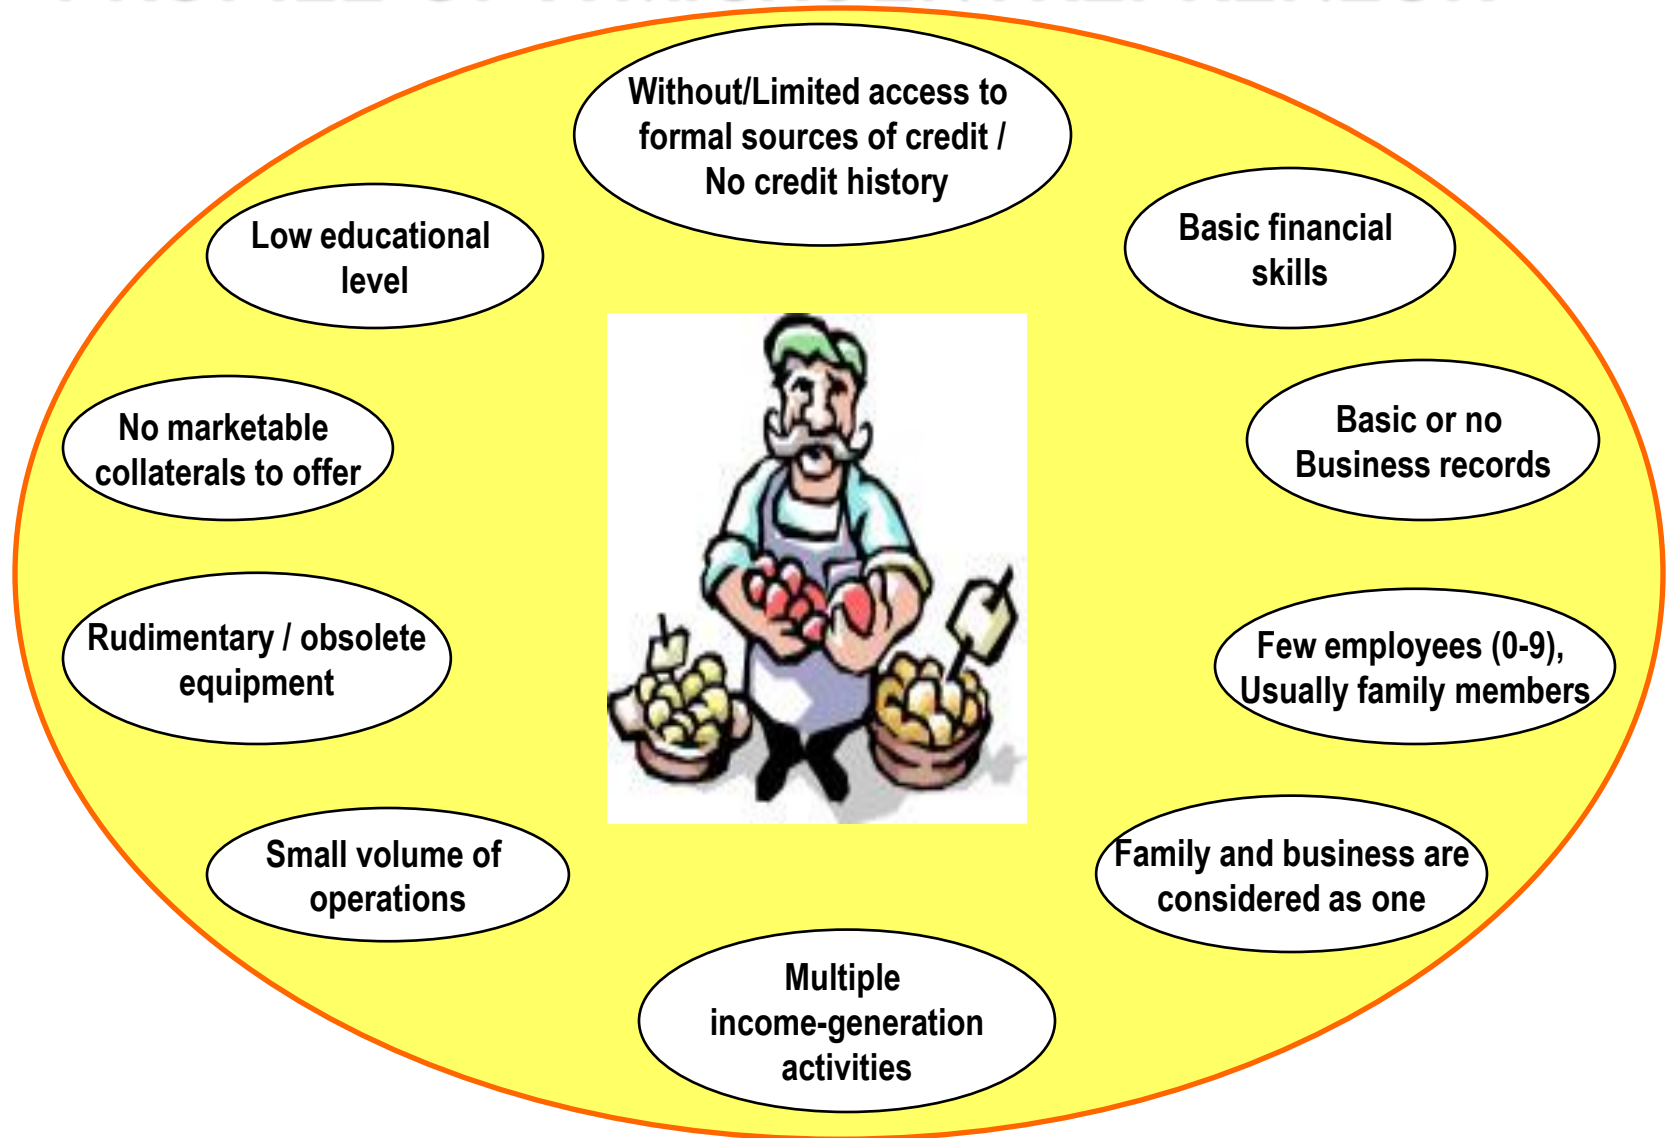 Without/Limited access to
formal sources of credit /
No credit history
Low educational
level
Basic financial
skills
No marketable
collaterals to offer
Basic or no
Business records
Rudimentary / obsolete
equipment
Few employees (0-9),
Usually family members
Small volume of
operations
Family and business are
considered as one
Multiple
income-generation
activities